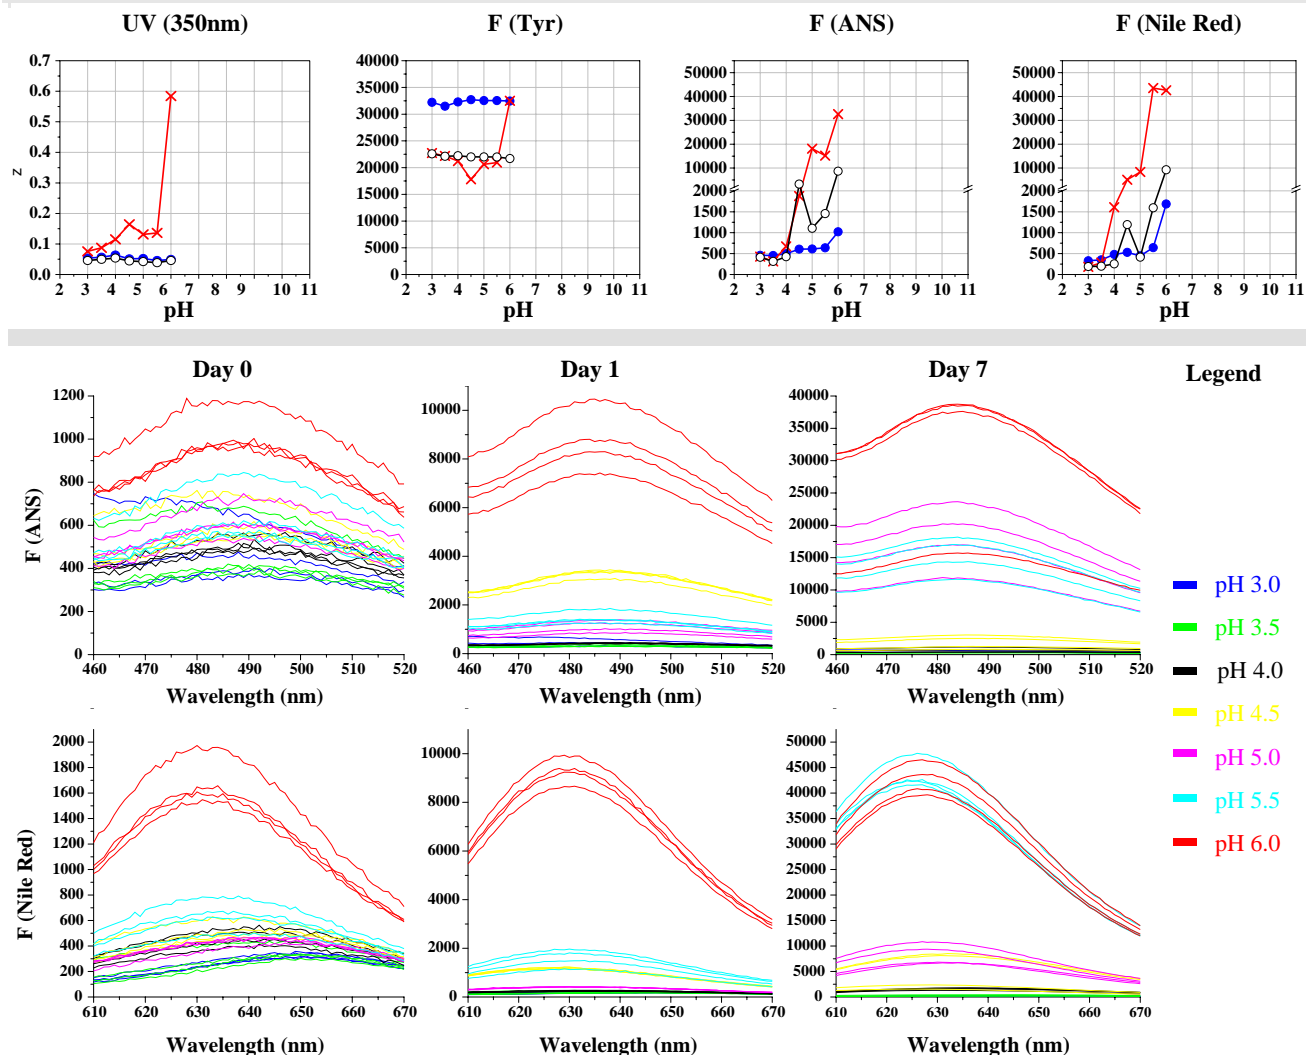 UV (350nm) F (Tyr) F (ANS) F (Nile Red)
0.7 40000 50000 50000
0.6 35000 40000 40000
0.5 30000 30000 30000
0.4 25000 20000 20000
z
0.3 20000 10000 10000
0.2 15000 2000 2000
0.1 10000 1500 1500
0.0 5000 1000 1000
0 500 500
0 0
2 3 4 5 6 7 8 9 10 11 2 3 4 5 6 7 8 9 10 11 2 3 4 5 6 7 8 9 10 11 2 3 4 5 6 7 8 9 10 11
pH pH pH pH
Day 0 Day 1 Day 7 Legend
F (ANS)
1200 10000 40000
1000 8000 35000
800 6000 30000
600 4000 25000
400 2000 20000
200 0 15000
0 10000
5000
0
460 470 480 490 500 510 520 460 470 480 490 500 510 520 460 470 480 490 500 510 520
Wavelength (nm) Wavelength (nm) Wavelength (nm)
pH 3.0
pH 3.5
pH 4.0
pH 4.5
pH 5.0
pH 5.5
pH 6.0
F (Nile Red)
2000 10000 50000
1800 8000 45000
1600 6000 40000
1400 4000 35000
1200 2000 30000
1000 0 25000
800 20000
600 15000
400 10000
200 5000
0 0
610 620 630 640 650 660 670 610 620 630 640 650 660 670 610 620 630 640 650 660 670
Wavelength (nm) Wavelength (nm) Wavelength (nm)